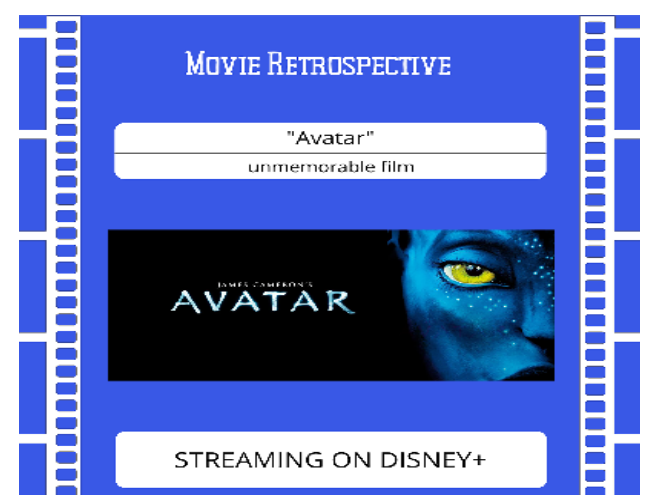 Movie Retrospective
"Avatar"
unmemorable film
JAMES CAMERON'S
AVATAR
STREAMING ON DISNEY+